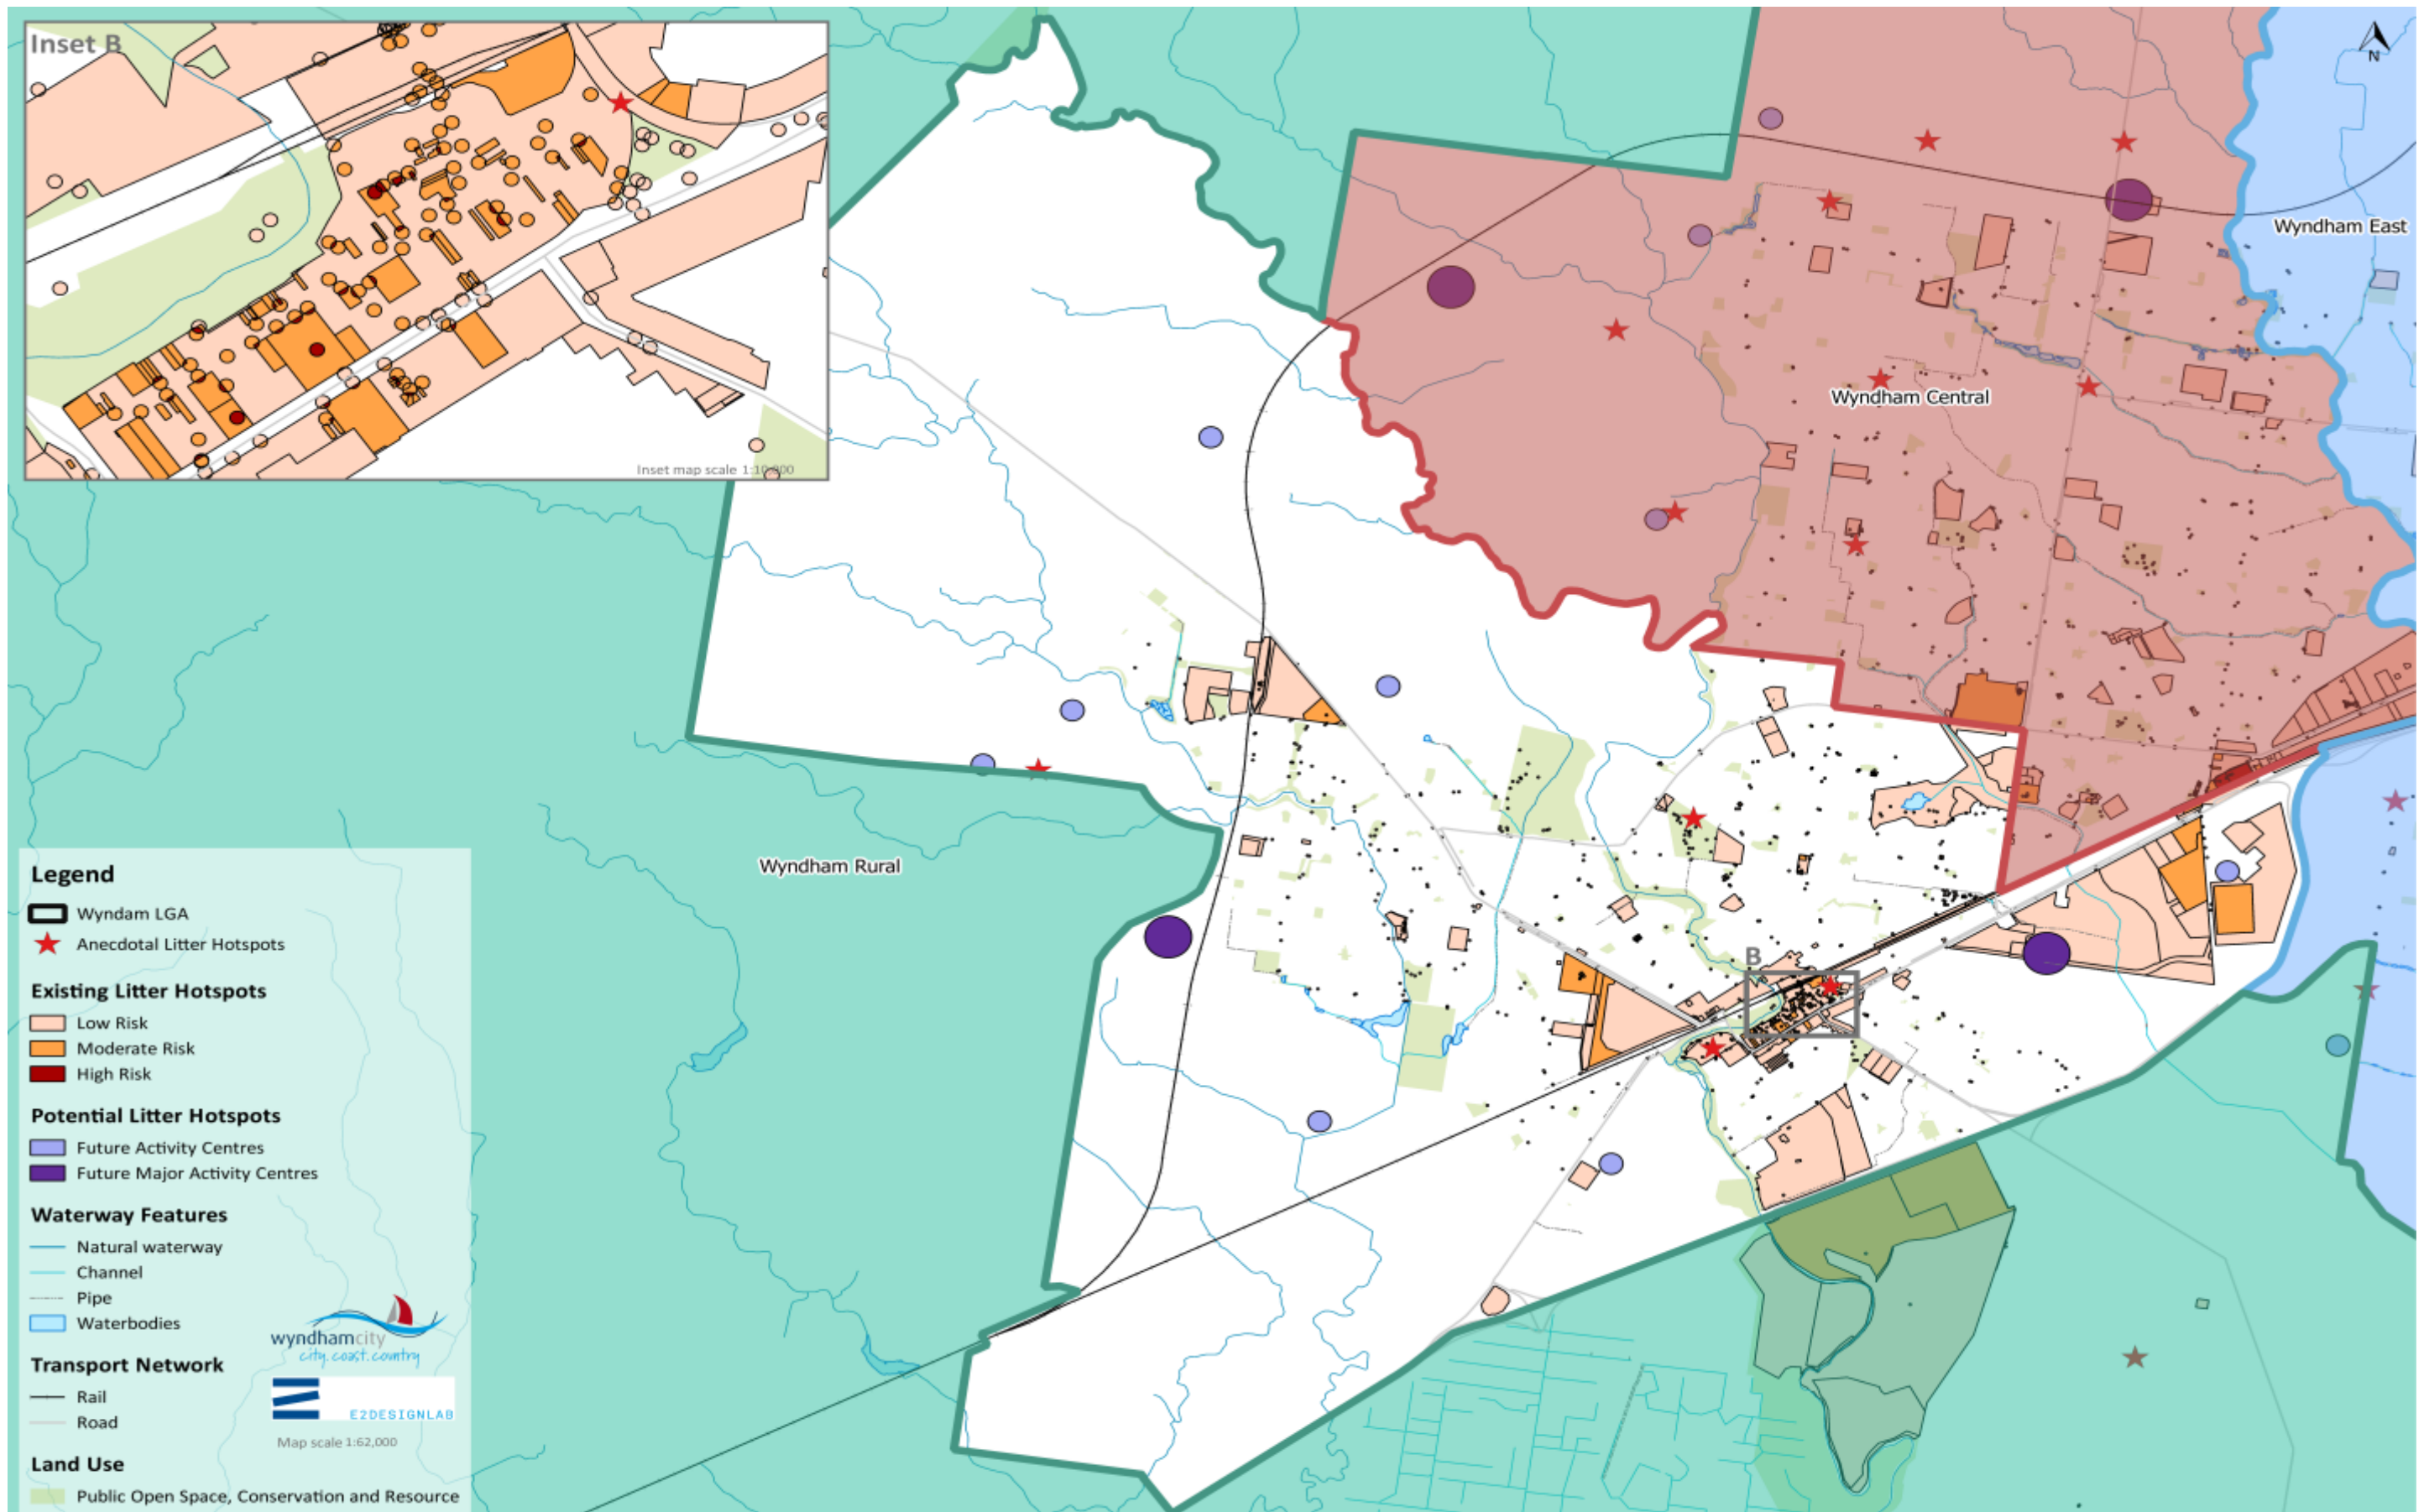 Inset B
Inset map scale 1:10,000
N
Wyndham East
Wyndham Central
Wyndham Rural
B
Legend
Wyndam LGA
Anecdotal Litter Hotspots
Existing Litter Hotspots
Low Risk
Moderate Risk
High Risk
Potential Litter Hotspots
Future Activity Centres
Future Major Activity Centres
Waterway Features
Natural waterway
Channel
Pipe
Waterbodies
wyndhamcity
city. coast. country
Transport Network
Rail
Road
E2DESIGNLAB
Map scale 1:62,000
Land Use
Public Open Space, Conservation and Resource